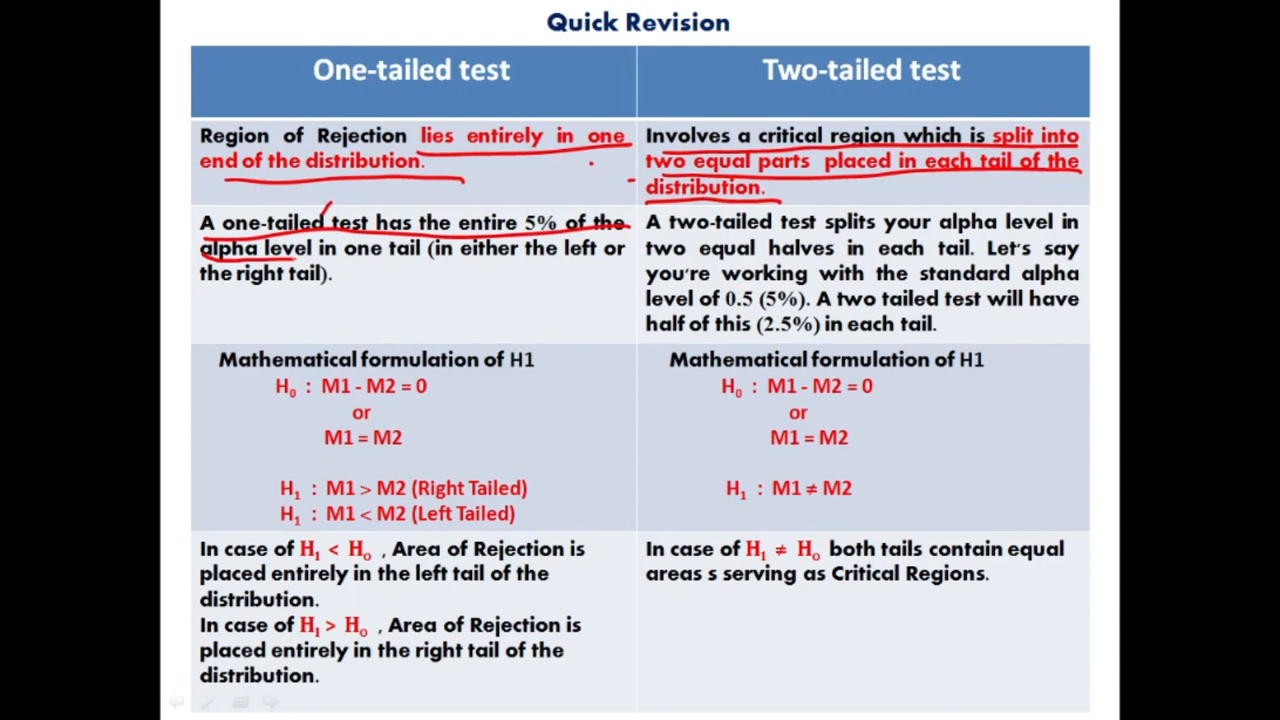 Quick Revision
One-tailed test
Two-tailed test
Region of Rejection lies entirely in one
end of the distribution.
Involves a critical region which is split into
two equal parts placed in each tail of the
distribution.
A one-tailed test has the entire 5% of the
alpha level in one tail (in either the left or
the right tail).
A two-tailed test splits your alpha level in
two equal halves in each tail. Let's say
you're working with the standard alpha
level of 0.5 (5%). A two tailed test will have
half of this (2.5%) in each tail.
Mathematical formulation of H1
H₀ : M1 - M2 = 0
or
M1 = M2
H₁ : M1 > M2 (Right Tailed)
H₁ : M1 < M2 (Left Tailed)
Mathematical formulation of H1
H₀ : M1 - M2 = 0
or
M1 = M2
H₁ : M1 ≠ M2
In case of H₁ < Hₒ , Area of Rejection is
placed entirely in the left tail of the
distribution.
In case of H₁ > Hₒ , Area of Rejection is
placed entirely in the right tail of the
distribution.
In case of H₁ ≠ Hₒ both tails contain equal
areas s serving as Critical Regions.